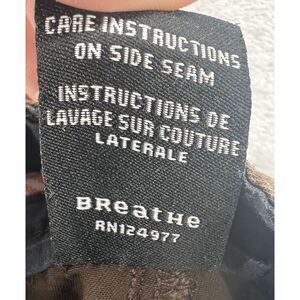 CARE INSTRUCTIONS
ON SIDE SEAM
INSTRUCTIONS DE
LAVAGE SUR COUTURE
LATERALE
BReaTHe
RN124977